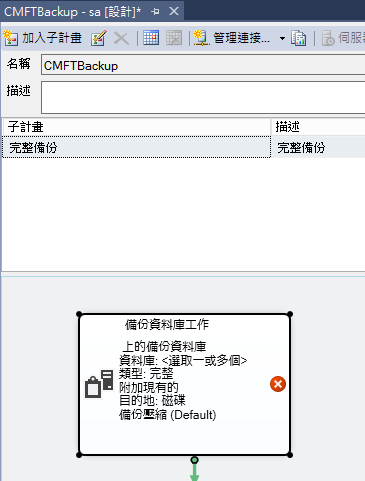 CMFTBackup - sa [設計]*
加入子計畫
管理連接...
伺服
名稱
CMFTBackup
描述
子計畫 描述
完整備份 完整備份
備份資料庫工作
上的備份資料庫
資料庫: <選取一或多個>
類型: 完整
附加現有的
目的地: 磁碟
備份壓縮 (Default)